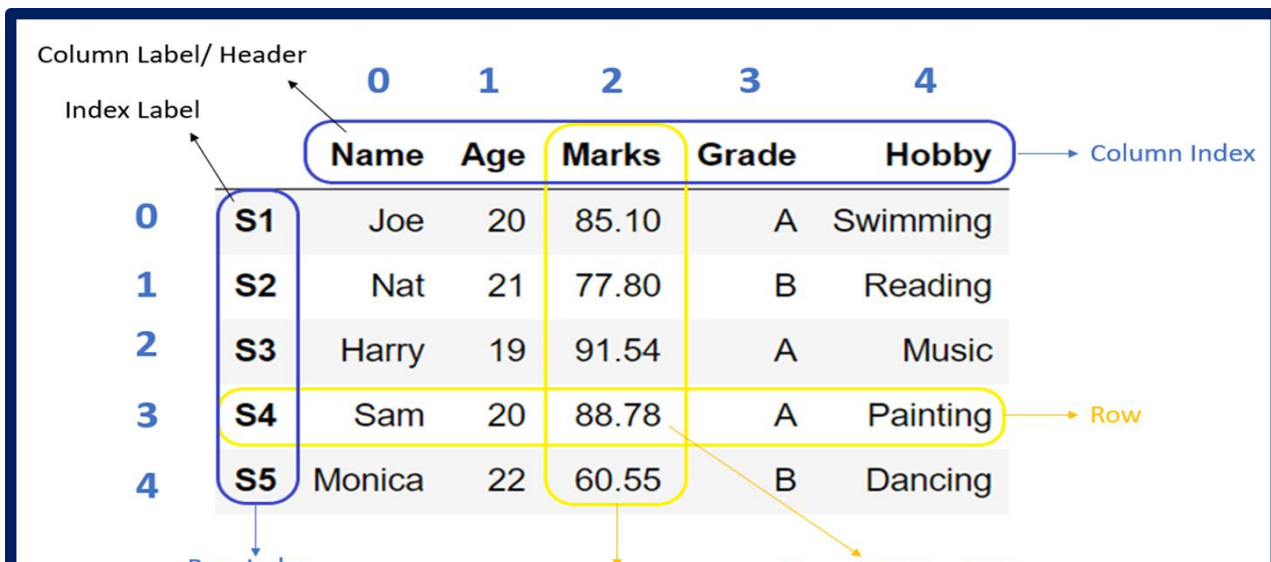 Column Label/ Header
0 1 2 3 4
Index Label
Name Age Marks Grade Hobby
Column Index
0 S1 Joe 20 85.10 A Swimming
1 S2 Nat 21 77.80 B Reading
2 S3 Harry 19 91.54 A Music
3 S4 Sam 20 88.78 A Painting
Row
4 S5 Monica 22 60.55 B Dancing